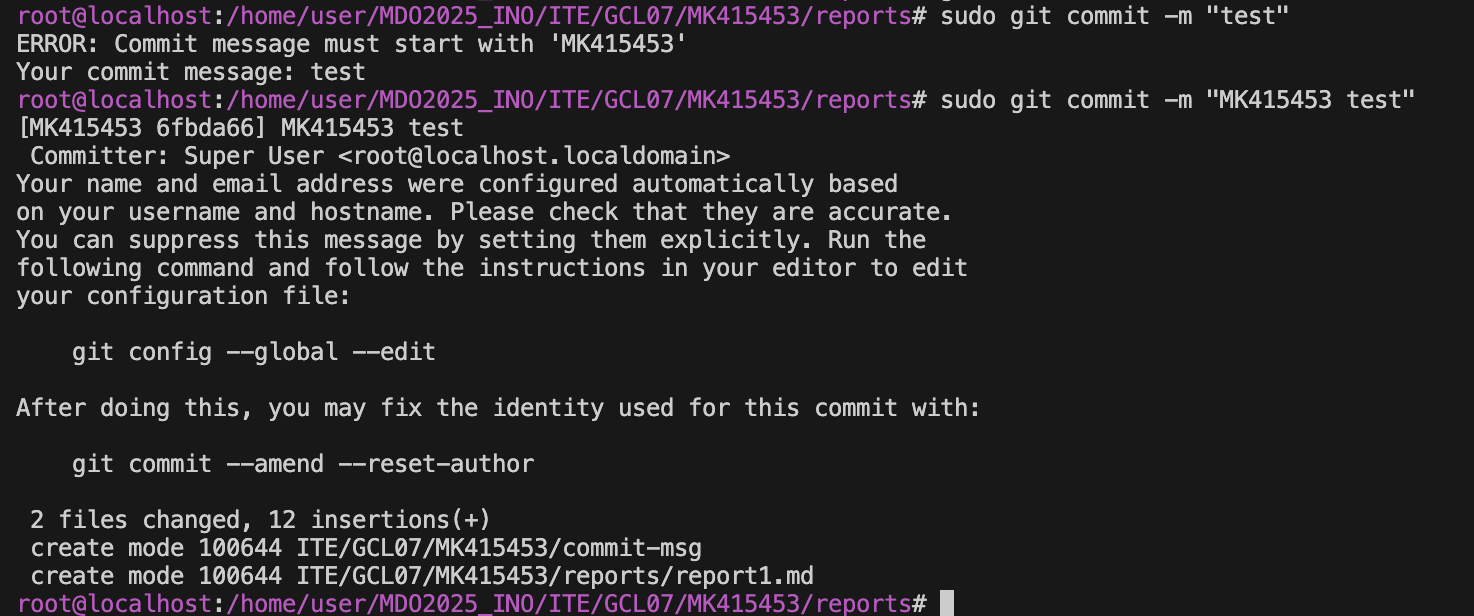 root@localhost:/home/user/MDO2025_INO/ITE/GCL07/MK415453/reports# sudo git commit -m "test"
ERROR: Commit message must start with 'MK415453'
Your commit message: test
root@localhost:/home/user/MDO2025_INO/ITE/GCL07/MK415453/reports# sudo git commit -m "MK415453 test"
[MK415453 6fbda66] MK415453 test
 Committer: Super User <root@localhost.localdomain>
Your name and email address were configured automatically based
on your username and hostname. Please check that they are accurate.
You can suppress this message by setting them explicitly. Run the
following command and follow the instructions in your editor to edit
your configuration file:

    git config --global --edit

After doing this, you may fix the identity used for this commit with:

    git commit --amend --reset-author

 2 files changed, 12 insertions(+)
 create mode 100644 ITE/GCL07/MK415453/commit-msg
 create mode 100644 ITE/GCL07/MK415453/reports/report1.md
root@localhost:/home/user/MDO2025_INO/ITE/GCL07/MK415453/reports#